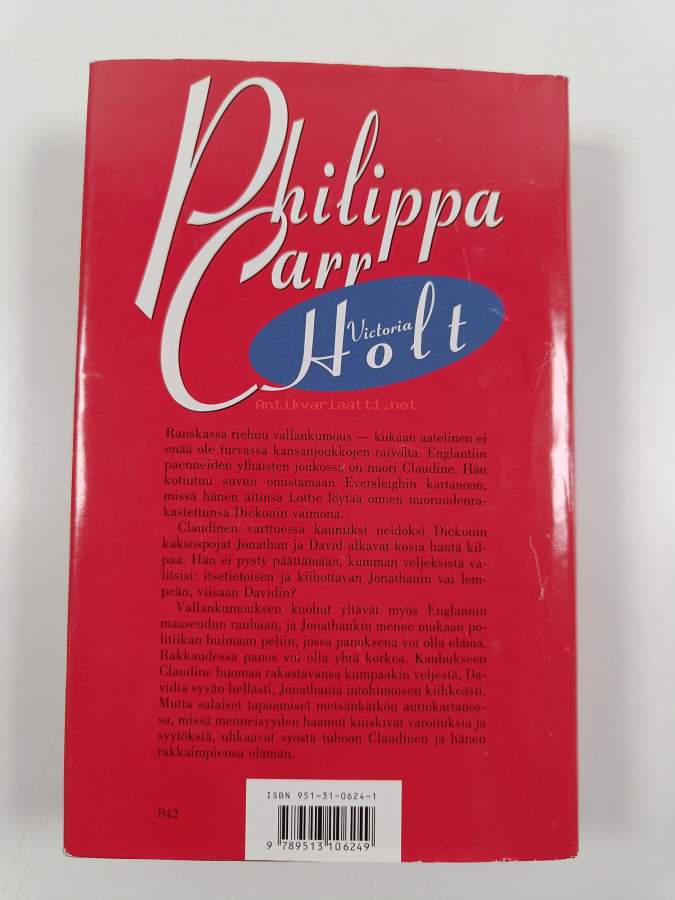 Philippa
Carr
Victoria
Holt
Antikvariaatti.net
Ranskassa riehuu vallankumous — kukaan aatelinen ei
enää ole turvassa kansanjoukkojen raivolta. Englantiin
paenneiden ylhäisten joukossa on nuori Claudine. Hän
kotiutuu suvun omistamaan Eversleighin kartanoon,
missä hänen äitinsä Lottie löytää onnen nuoruudenra-
kastettunsa Dickonin vaimona.
Claudinen varttuessa kauniiksi neidoksi Dickonin
kaksospojat Jonathan ja David alkavat kosia häntä kil-
paa. Hän ei pysty päättämään, kumman veljeksistä va-
litsisi: itsetietoisen ja kiihottavan Jonathanin vai lem-
peän, viisaan Davidin?
Vallankumouksen kuohut yltävät myös Englannin
maaseudun rauhaan, ja Jonathankin menee mukaan po-
litiikan huimaan peliin, jossa panoksena voi olla elämä.
Rakkaudessa panos voi olla yhtä korkea. Kauhukseen
Claudine huomaa rakastavansa kumpaakin veljestä, Da-
vidia syvän hellästi, Jonathania intohimoisen kiihkeästi.
Mutta salaiset tapaamiset metsänkätkön autiokartanos-
sa, missä menneisyyden haamut kuiskivat varoituksia ja
syytöksiä, uhkaavat syöstä tuhoon Claudinen ja hänen
rakkaimpiensa elämän.
842
ISBN 951-31-0624-1
9 789513 106249